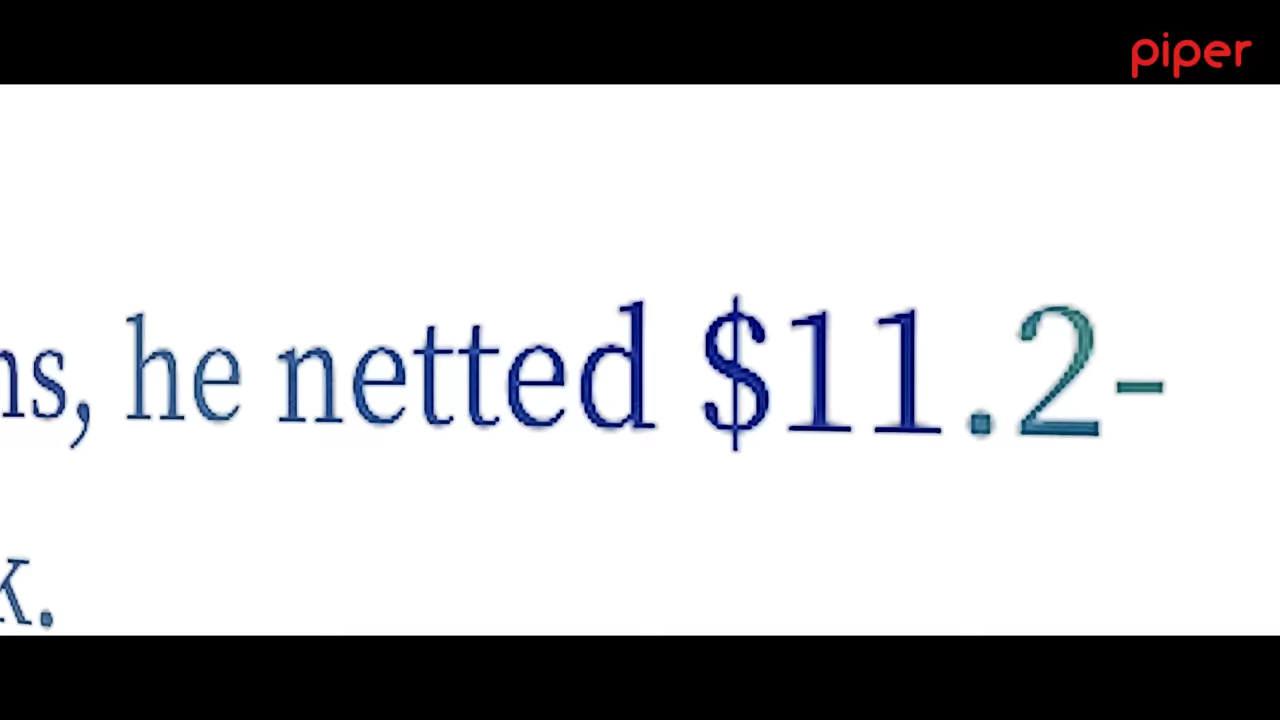 piper
ns, he netted $11.2-
k.